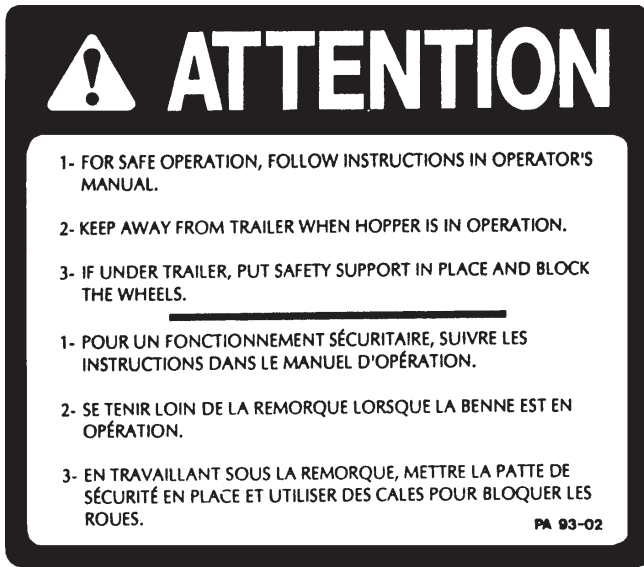 ATTENTION
1- FOR SAFE OPERATION, FOLLOW INSTRUCTIONS IN OPERATOR'S
MANUAL.
2- KEEP AWAY FROM TRAILER WHEN HOPPER IS IN OPERATION.
3- IF UNDER TRAILER, PUT SAFETY SUPPORT IN PLACE AND BLOCK
THE WHEELS.
1- POUR UN FONCTIONNEMENT SÉCURITAIRE, SUIVRE LES
INSTRUCTIONS DANS LE MANUEL D'OPÉRATION.
2- SE TENIR LOIN DE LA REMORQUE LORSQUE LA BENNE EST EN
OPÉRATION.
3- EN TRAVAILLANT SOUS LA REMORQUE, METTRE LA PATTE DE
SÉCURITÉ EN PLACE ET UTILISER DES CALES POUR BLOQUER LES
ROUES.
PA 93-02